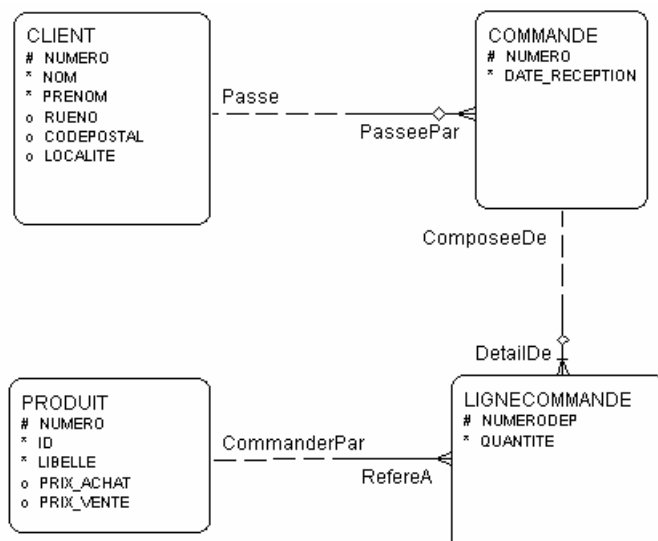 CLIENT
# NUMERO
* NOM
* PRENOM
o RUENO
o CODEPOSTAL
o LOCALITE
Passe
PasseePar
COMMANDE
# NUMERO
* DATE_RECEPTION
ComposeeDe
DetailDe
PRODUIT
# NUMERO
* ID
* LIBELLE
o PRIX_ACHAT
o PRIX_VENTE
CommanderPar
RefereA
LIGNECOMMANDE
# NUMERODEP
* QUANTITE